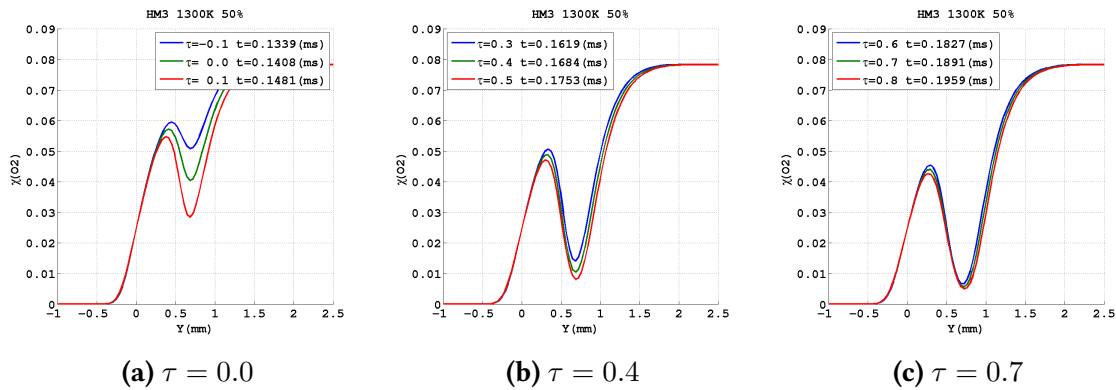 HM3 1300K 50%
τ=-0.1 t=0.1339(ms)
τ= 0.0 t=0.1408(ms)
τ= 0.1 t=0.1481(ms)
0.09
0.08
0.07
0.06
0.05
0.04
0.03
0.02
0.01
0
χ(O2)
-1 -0.5 0 0.5 1 1.5 2 2.5
Y(mm)
(a) τ = 0.0
HM3 1300K 50%
τ=0.3 t=0.1619(ms)
τ=0.4 t=0.1684(ms)
τ=0.5 t=0.1753(ms)
0.09
0.08
0.07
0.06
0.05
0.04
0.03
0.02
0.01
0
χ(O2)
-1 -0.5 0 0.5 1 1.5 2 2.5
Y(mm)
(b) τ = 0.4
HM3 1300K 50%
τ=0.6 t=0.1827(ms)
τ=0.7 t=0.1891(ms)
τ=0.8 t=0.1959(ms)
0.09
0.08
0.07
0.06
0.05
0.04
0.03
0.02
0.01
0
χ(O2)
-1 -0.5 0 0.5 1 1.5 2 2.5
Y(mm)
(c) τ = 0.7